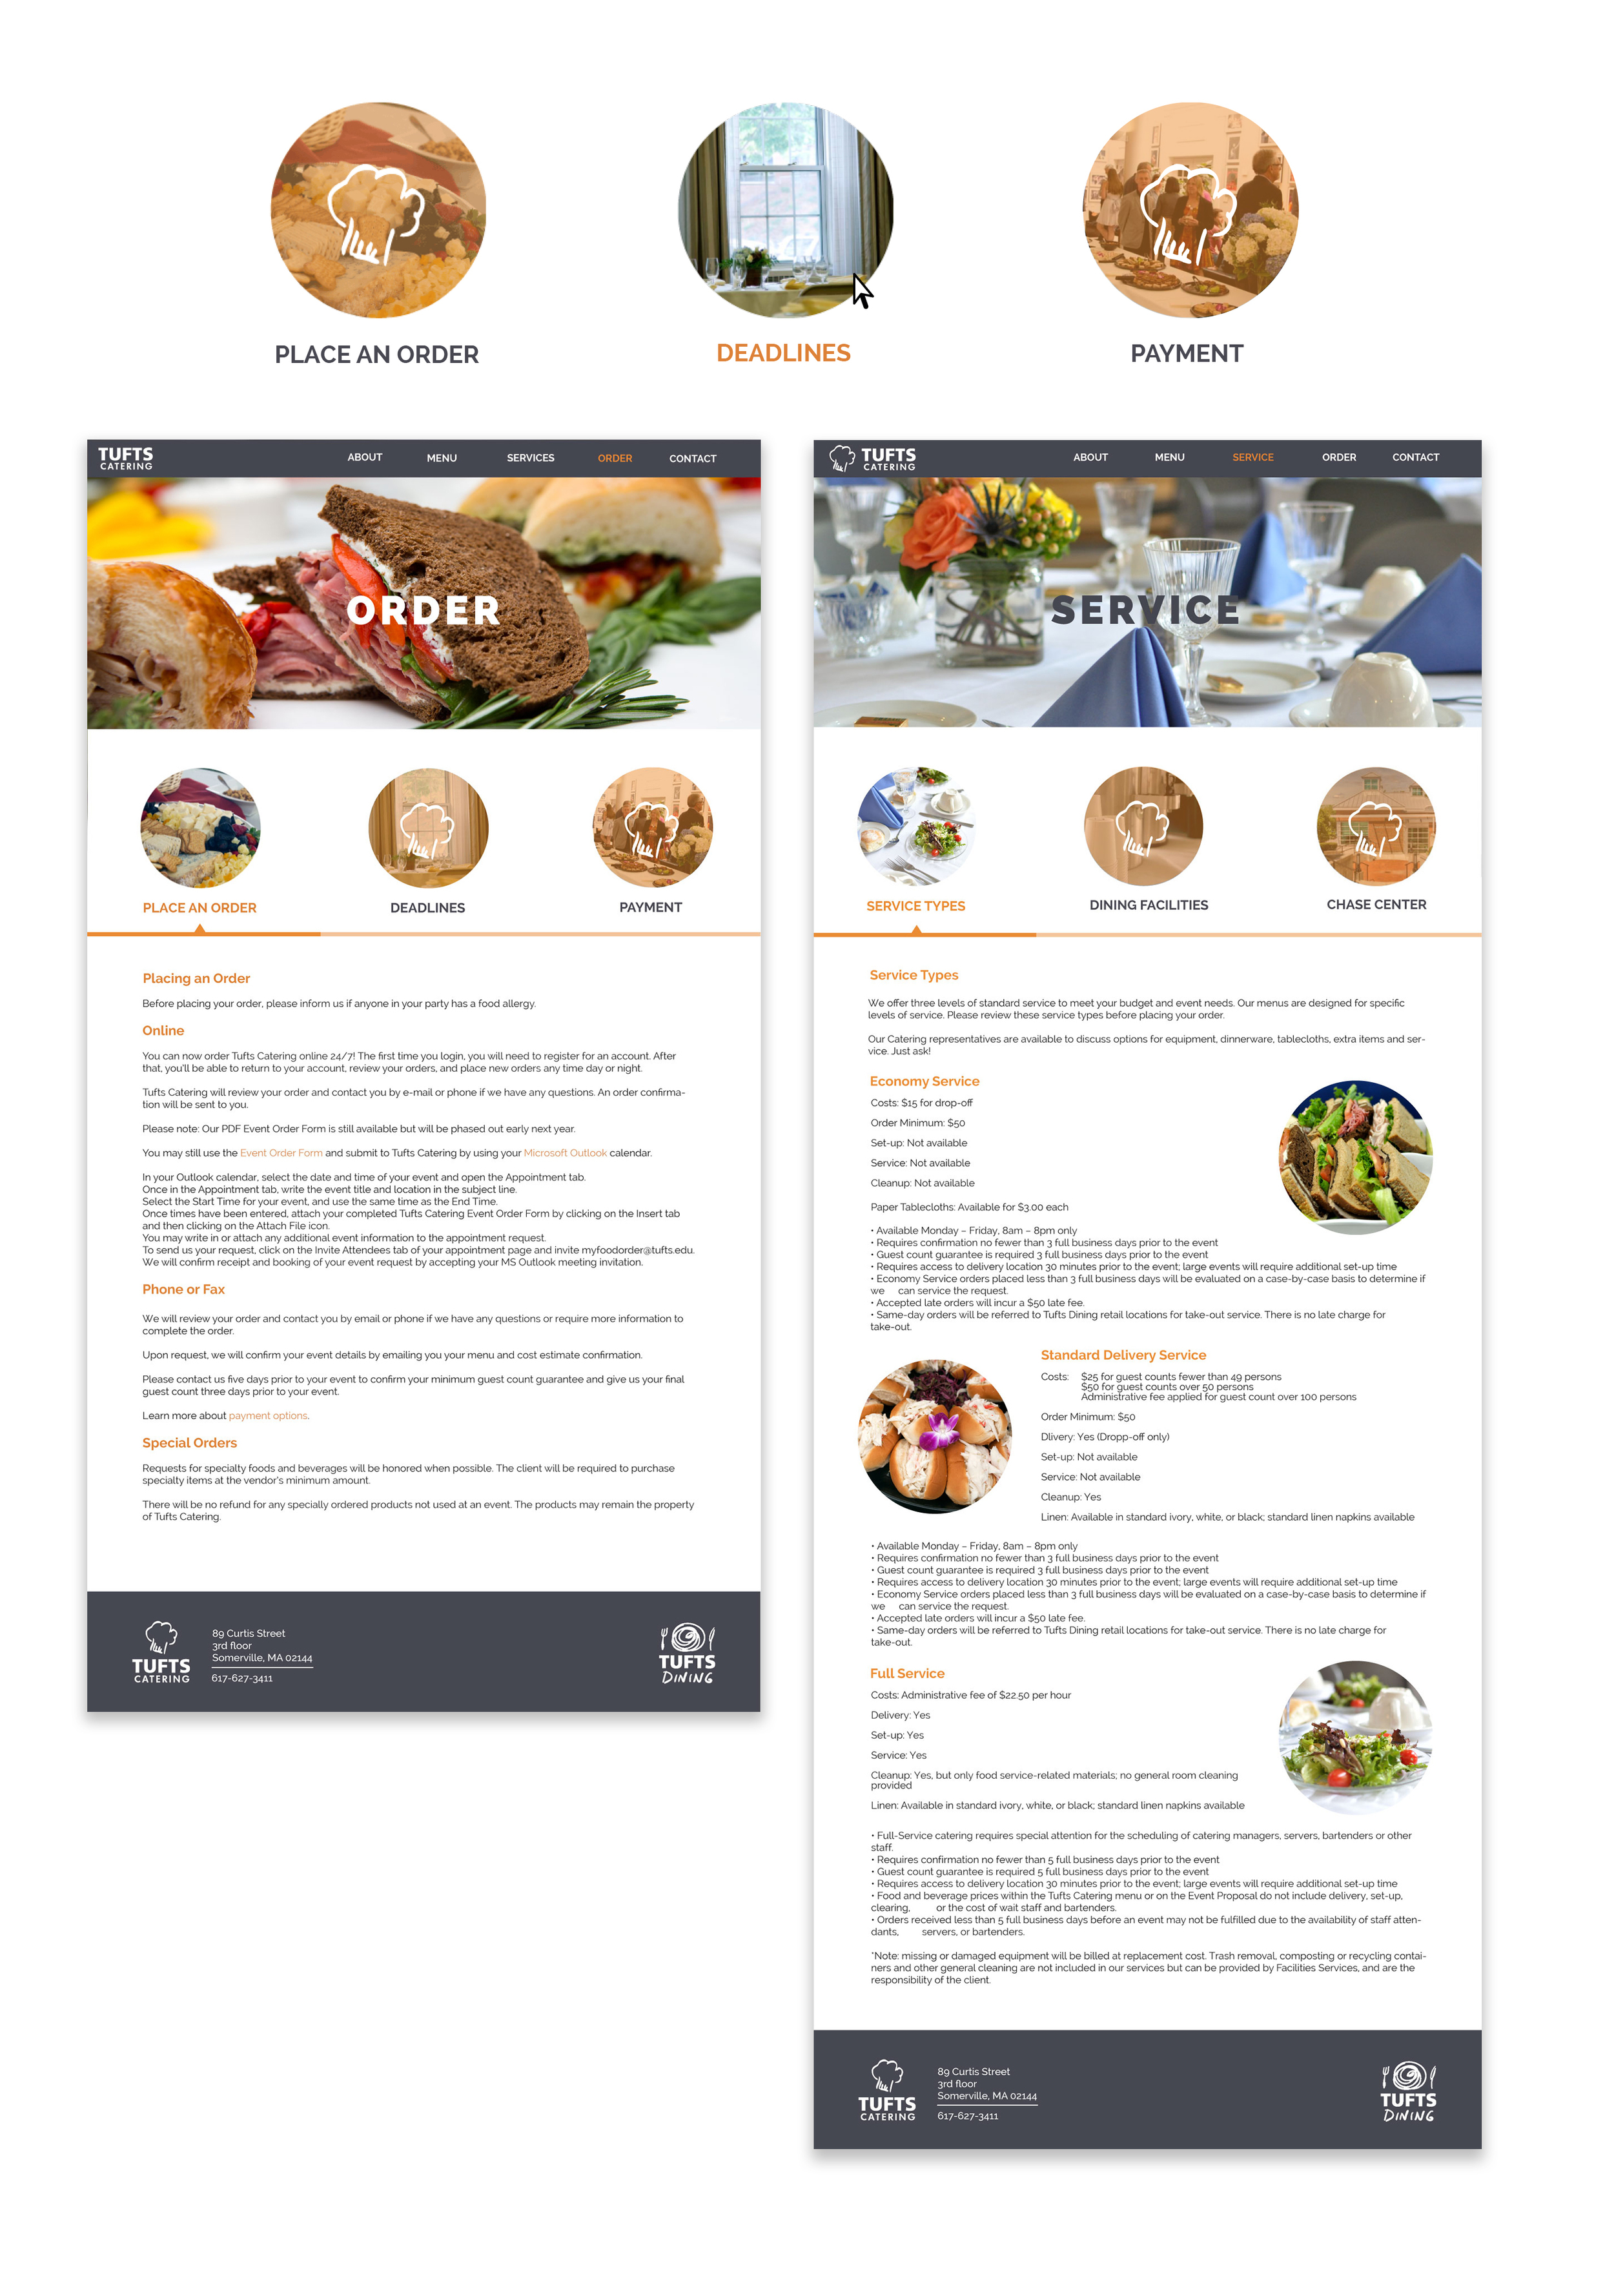 PLACE AN ORDER
DEADLINES
PAYMENT
TUFTS
CATERING
ABOUT
MENU
SERVICES
ORDER
CONTACT
ORDER
PLACE AN ORDER
DEADLINES
PAYMENT
Placing an Order
Before placing your order, please inform us if anyone in your party has a food allergy.
Online
You can now order Tufts Catering online 24/7! The first time you login, you will need to register for an account. After
that, you'll be able to return to your account, review your orders, and place new orders any time day or night.
Tufts Catering will review your order and contact you by e-mail or phone if we have any questions. An order confirma-
tion will be sent to you.
Please note: Our PDF Event Order Form is still available but will be phased out early next year.
You may still use the Event Order Form and submit to Tufts Catering by using your Microsoft Outlook calendar.
In your Outlook calendar, select the date and time of your event and open the Appointment tab.
Once in the Appointment tab, write the event title and location in the subject line.
Select the Start Time for your event, and use the same time as the End Time.
Once times have been entered, attach your completed Tufts Catering Event Order Form by clicking on the Insert tab
and then clicking on the Attach File icon.
You may write in or attach any additional event information to the appointment request.
To send us your request, click on the Invite Attendees tab of your appointment page and invite myfoodorder@tufts.edu.
We will confirm receipt and booking of your event request by accepting your MS Outlook meeting invitation.
Phone or Fax
We will review your order and contact you by email or phone if we have any questions or require more information to
complete the order.
Upon request, we will confirm your event details by emailing you your menu and cost estimate confirmation.
Please contact us five days prior to your event to confirm your minimum guest count guarantee and give us your final
guest count three days prior to your event.
Learn more about payment options.
Special Orders
Requests for specialty foods and beverages will be honored when possible. The client will be required to purchase
specialty items at the vendor's minimum amount.
There will be no refund for any specially ordered products not used at an event. The products may remain the property
of Tufts Catering.
TUFTS
CATERING
89 Curtis Street
3rd floor
Somerville, MA 02144
617-627-3411
TUFTS
DINING
TUFTS
CATERING
ABOUT
MENU
SERVICE
ORDER
CONTACT
SERVICE
SERVICE TYPES
DINING FACILITIES
CHASE CENTER
Service Types
We offer three levels of standard service to meet your budget and event needs. Our menus are designed for specific
levels of service. Please review these service types before placing your order.
Our Catering representatives are available to discuss options for equipment, dinnerware, tablecloths, extra items and ser-
vice. Just ask!
Economy Service
Costs: $15 for drop-off
Order Minimum: $50
Set-up: Not available
Service: Not available
Cleanup: Not available
Paper Tablecloths: Available for $3.00 each
• Available Monday – Friday, 8am – 8pm only
• Requires confirmation no fewer than 3 full business days prior to the event
• Guest count guarantee is required 3 full business days prior to the event
• Requires access to delivery location 30 minutes prior to the event; large events will require additional set-up time
• Economy Service orders placed less than 3 full business days will be evaluated on a case-by-case basis to determine if
we can service the request.
• Accepted late orders will incur a $50 late fee.
• Same-day orders will be referred to Tufts Dining retail locations for take-out service. There is no late charge for
take-out.
Standard Delivery Service
Costs: $25 for guest counts fewer than 49 persons
$50 for guest counts over 50 persons
Administrative fee applied for guest count over 100 persons
Order Minimum: $50
Dlivery: Yes (Dropp-off only)
Set-up: Not available
Service: Not available
Cleanup: Yes
Linen: Available in standard ivory, white, or black; standard linen napkins available
• Available Monday – Friday, 8am – 8pm only
• Requires confirmation no fewer than 3 full business days prior to the event
• Guest count guarantee is required 3 full business days prior to the event
• Requires access to delivery location 30 minutes prior to the event; large events will require additional set-up time
• Economy Service orders placed less than 3 full business days will be evaluated on a case-by-case basis to determine if
we can service the request.
• Accepted late orders will incur a $50 late fee.
• Same-day orders will be referred to Tufts Dining retail locations for take-out service. There is no late charge for
take-out.
Full Service
Costs: Administrative fee of $22.50 per hour
Delivery: Yes
Set-up: Yes
Service: Yes
Cleanup: Yes, but only food service-related materials; no general room cleaning
provided
Linen: Available in standard ivory, white, or black; standard linen napkins available
• Full-Service catering requires special attention for the scheduling of catering managers, servers, bartenders or other
staff.
• Requires confirmation no fewer than 5 full business days prior to the event
• Guest count guarantee is required 5 full business days prior to the event
• Requires access to delivery location 30 minutes prior to the event; large events will require additional set-up time
• Food and beverage prices within the Tufts Catering menu or on the Event Proposal do not include delivery, set-up,
clearing, or the cost of wait staff and bartenders.
• Orders received less than 5 full business days before an event may not be fulfilled due to the availability of staff atten-
dants, servers, or bartenders.
*Note: missing or damaged equipment will be billed at replacement cost. Trash removal, composting or recycling contai-
ners and other general cleaning are not included in our services but can be provided by Facilities Services, and are the
responsibility of the client.
TUFTS
CATERING
89 Curtis Street
3rd floor
Somerville, MA 02144
617-627-3411
TUFTS
DINING